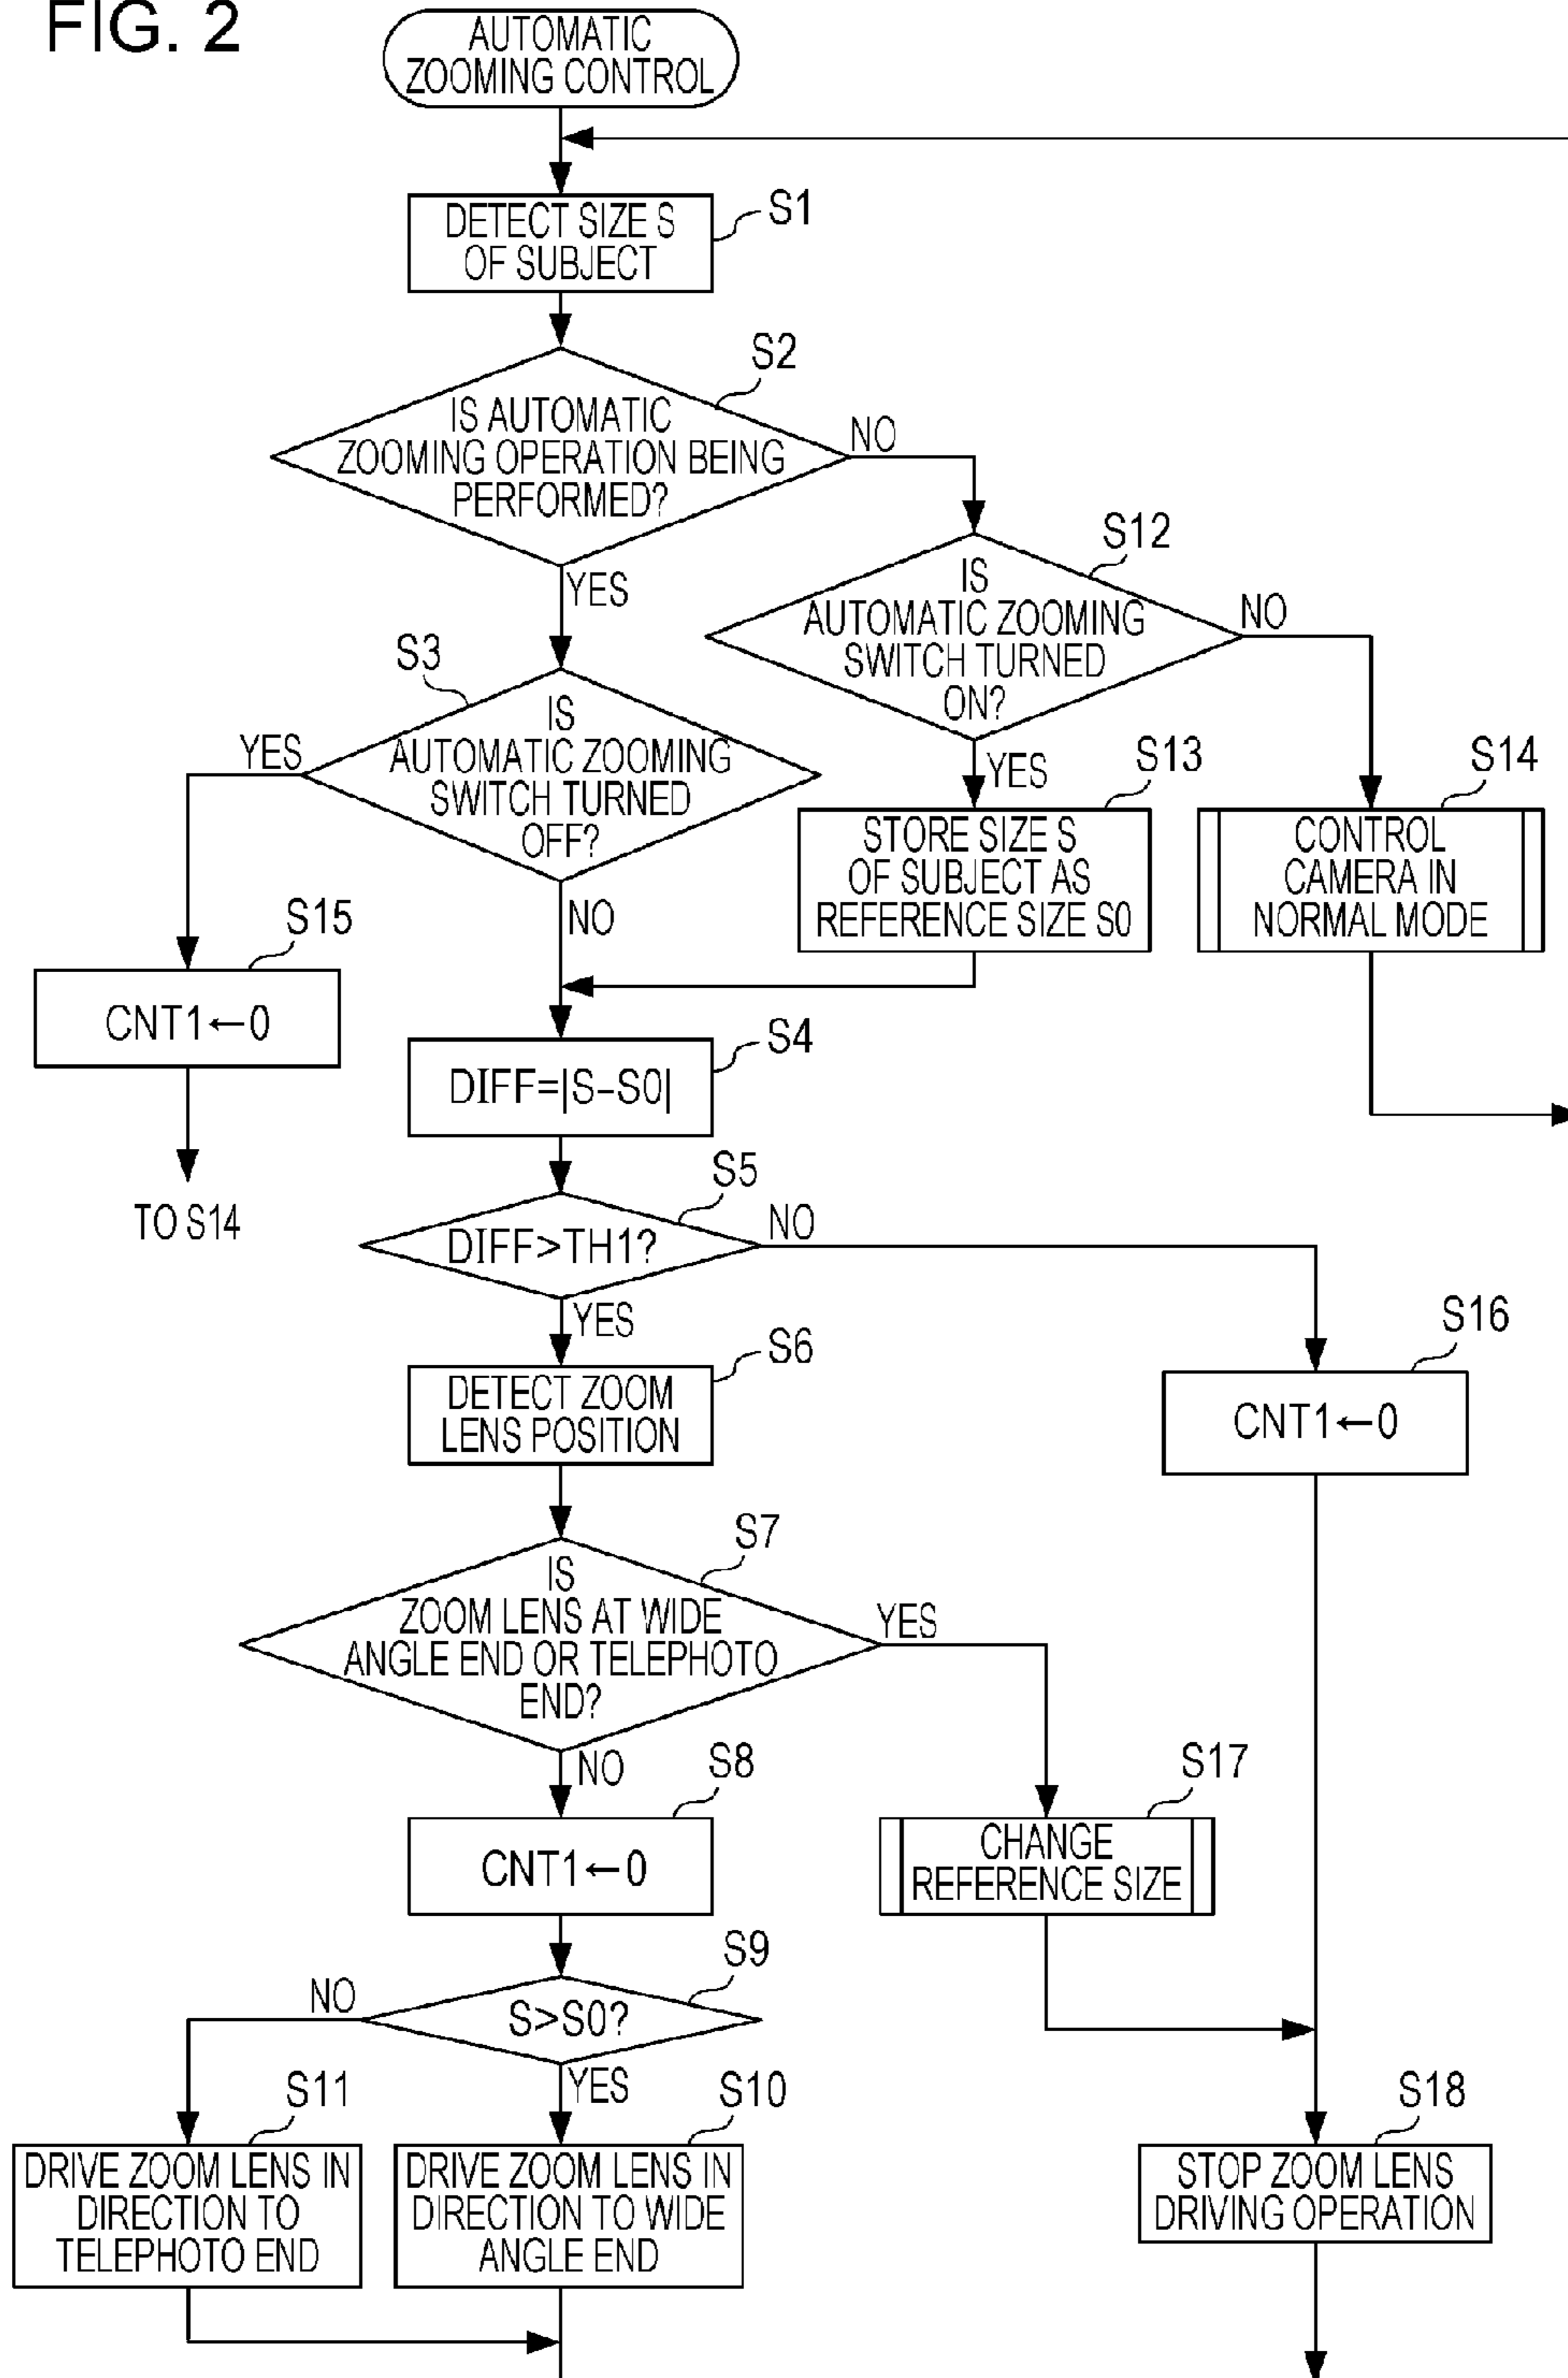 FIG. 2
AUTOMATIC
ZOOMING CONTROL
S1
DETECT SIZE S
OF SUBJECT
S2
IS AUTOMATIC
ZOOMING OPERATION BEING
PERFORMED?
NO
YES
S12
IS
AUTOMATIC ZOOMING
SWITCH TURNED
ON?
NO
YES
S3
IS
AUTOMATIC ZOOMING
SWITCH TURNED
OFF?
YES
NO
S13
STORE SIZE S
OF SUBJECT AS
REFERENCE SIZE S0
S14
CONTROL
CAMERA IN
NORMAL MODE
S15
CNT1←0
TO S14
S4
DIFF=|S–S0|
S5
DIFF>TH1?
NO
YES
S6
DETECT ZOOM
LENS POSITION
S16
CNT1←0
S7
IS
ZOOM LENS AT WIDE
ANGLE END OR TELEPHOTO
END?
YES
NO
S8
CNT1←0
S17
CHANGE
REFERENCE SIZE
S9
S>S0?
NO
YES
S11
DRIVE ZOOM LENS IN
DIRECTION TO
TELEPHOTO END
S10
DRIVE ZOOM LENS IN
DIRECTION TO WIDE
ANGLE END
S18
STOP ZOOM LENS
DRIVING OPERATION